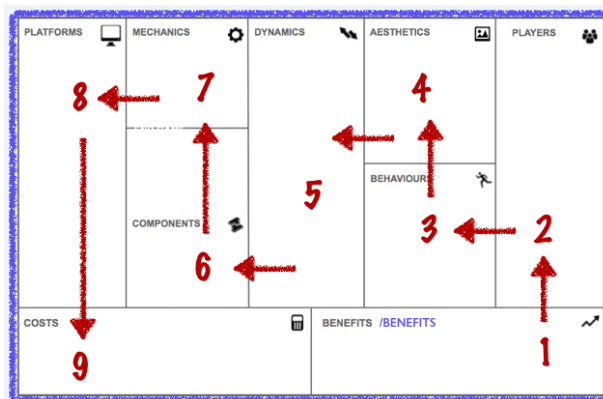 PLATFORMS
MECHANICS
DYNAMICS
AESTHETICS
PLAYERS
8
7
4
BEHAVIOURS
5
3
2
COMPONENTS
6
COSTS
BENEFITS /BENEFITS
9
1